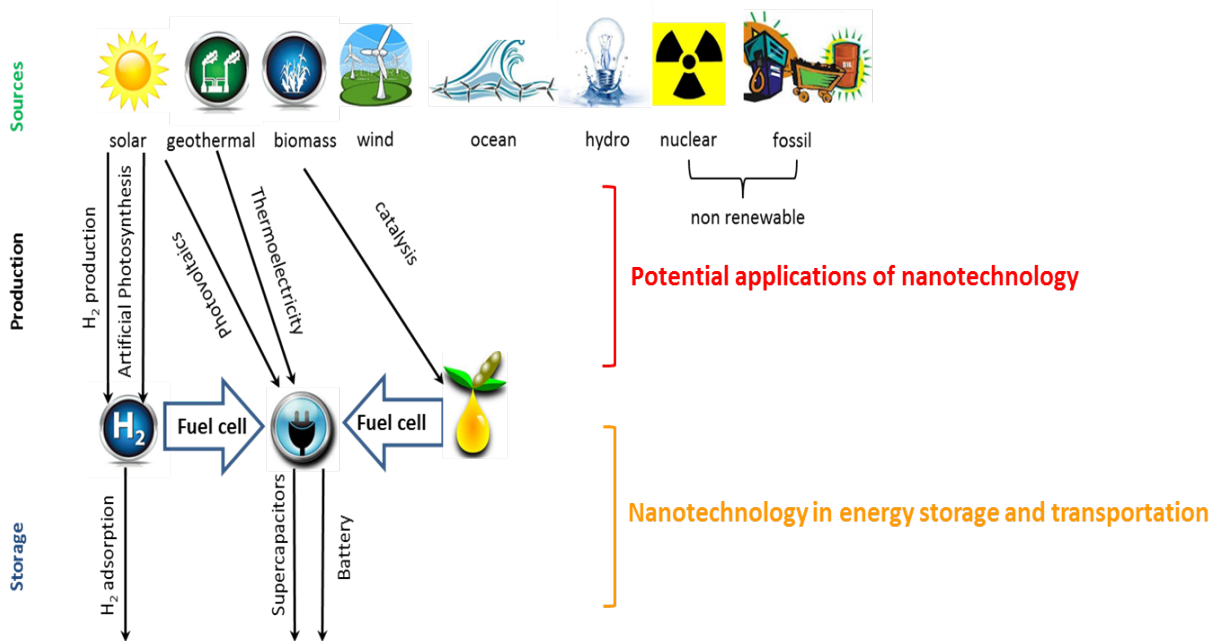 Sources
solar
geothermal
biomass
wind
ocean
hydro
nuclear
fossil
non renewable
Production
H₂ production
Artificial Photosynthesis
Photovoltaics
Thermoelectricity
catalysis
Potential applications of nanotechnology
H₂
Fuel cell
Fuel cell
Storage
H₂ adsorption
Supercapacitors
Battery
Nanotechnology in energy storage and transportation